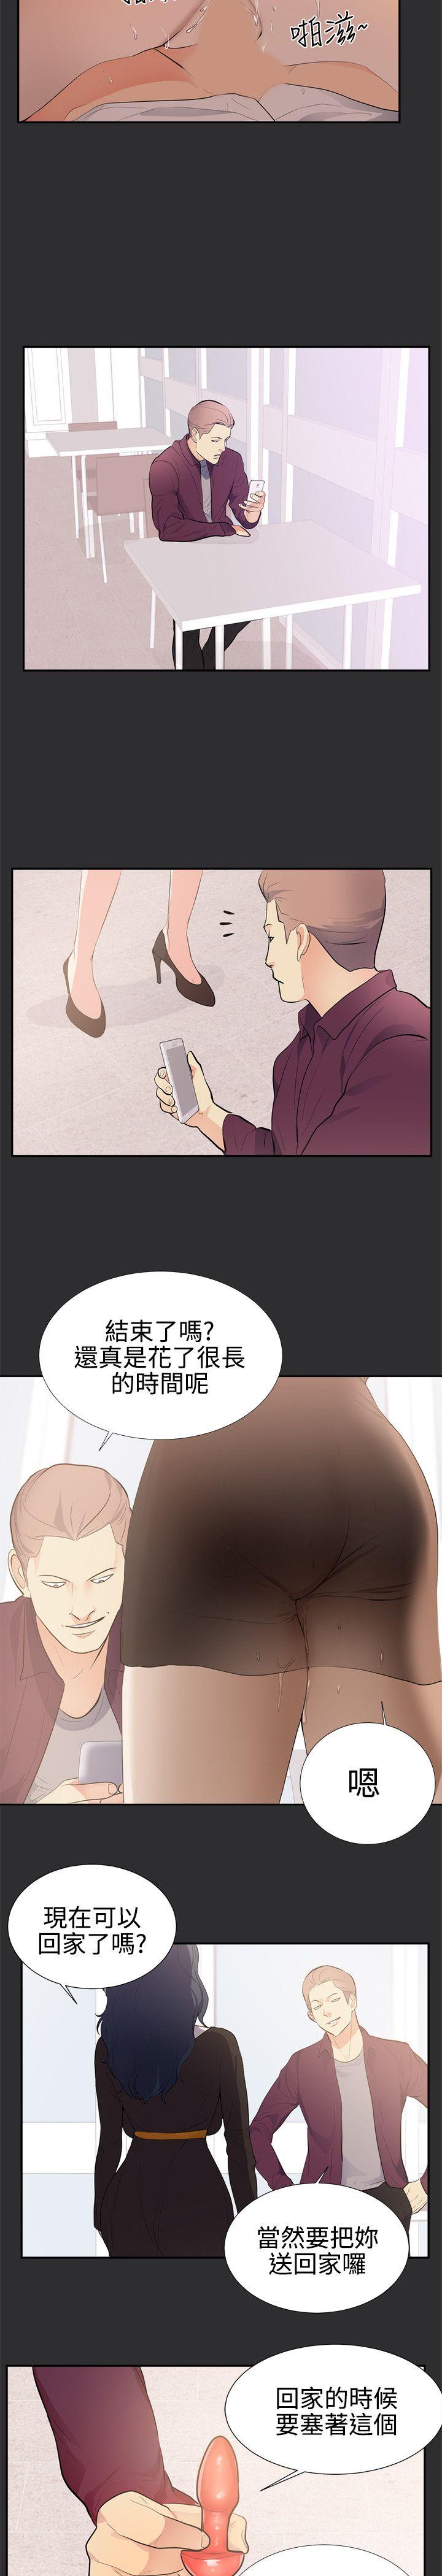 啪滋~
結束了嗎?
還真是花了很長
的時間呢
嗯
現在可以
回家了嗎?
當然要把妳
送回家囉
回家的時候
要塞著這個